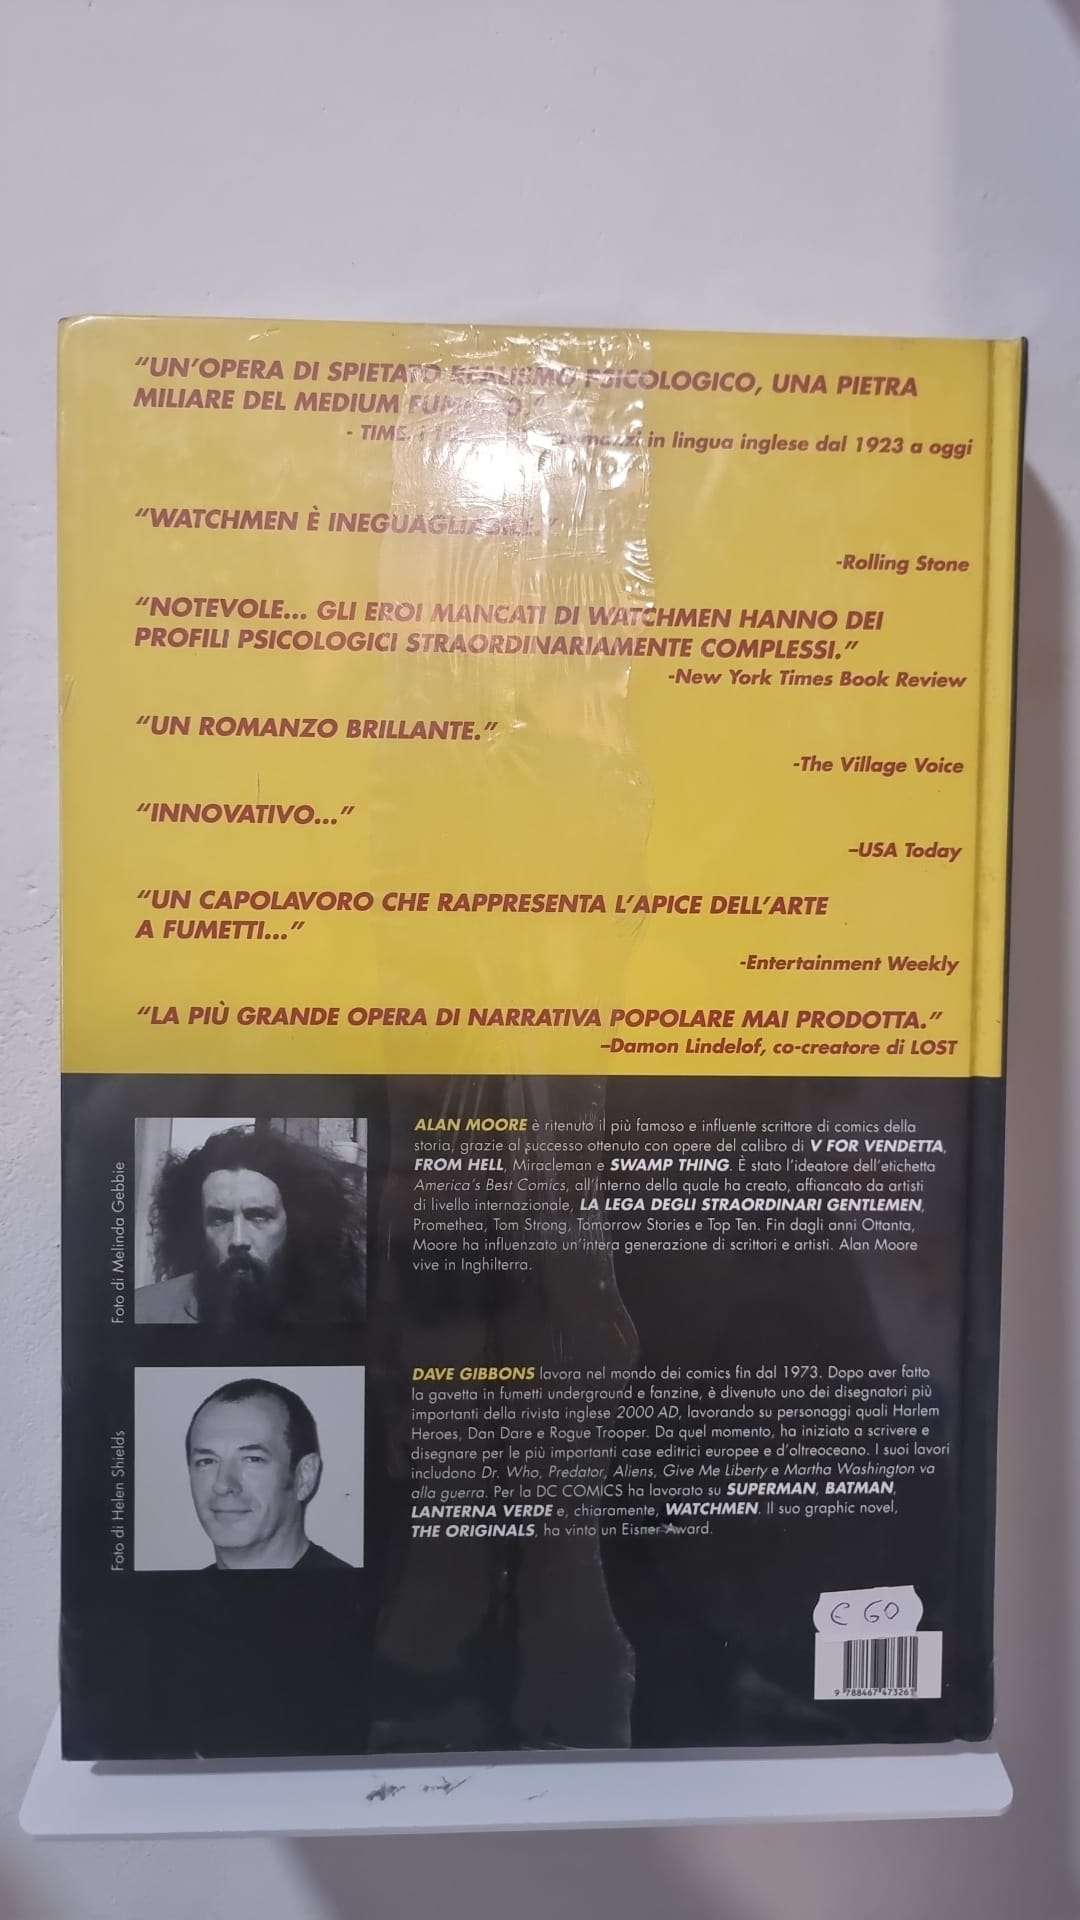 “UN’OPERA DI SPIETATO REALISMO PSICOLOGICO, UNA PIETRA
MILIARE DEL MEDIUM FUMETTO.”
- TIME, romanzi in lingua inglese dal 1923 a oggi
“WATCHMEN È INEGUAGLIABILE.”
-Rolling Stone
“NOTEVOLE... GLI EROI MANCATI DI WATCHMEN HANNO DEI
PROFILI PSICOLOGICI STRAORDINARIAMENTE COMPLESSI.”
-New York Times Book Review
“UN ROMANZO BRILLANTE.”
-The Village Voice
“INNOVATIVO...”
–USA Today
“UN CAPOLAVORO CHE RAPPRESENTA L’APICE DELL’ARTE
A FUMETTI...”
-Entertainment Weekly
“LA PIÙ GRANDE OPERA DI NARRATIVA POPOLARE MAI PRODOTTA.”
–Damon Lindelof, co-creatore di LOST
Foto di Melinda Gebbie
ALAN MOORE è ritenuto il più famoso e influente scrittore di comics della
storia, grazie al successo ottenuto con opere del calibro di V FOR VENDETTA,
FROM HELL, Miracleman e SWAMP THING. È stato l’ideatore dell’etichetta
America’s Best Comics, all’interno della quale ha creato, affiancato da artisti
di livello internazionale, LA LEGA DEGLI STRAORDINARI GENTLEMEN,
Promethea, Tom Strong, Tomorrow Stories e Top Ten. Fin dagli anni Ottanta,
Moore ha influenzato un’intera generazione di scrittori e artisti. Alan Moore
vive in Inghilterra.
Foto di Helen Shields
DAVE GIBBONS lavora nel mondo dei comics fin dal 1973. Dopo aver fatto
la gavetta in fumetti underground e fanzine, è divenuto uno dei disegnatori più
importanti della rivista inglese 2000 AD, lavorando su personaggi quali Harlem
Heroes, Dan Dare e Rogue Trooper. Da quel momento, ha iniziato a scrivere e
disegnare per le più importanti case editrici europee e d’oltreoceano. I suoi lavori
includono Dr. Who, Predator, Aliens, Give Me Liberty e Martha Washington va
alla guerra. Per la DC COMICS ha lavorato su SUPERMAN, BATMAN,
LANTERNA VERDE e, chiaramente, WATCHMEN. Il suo graphic novel,
THE ORIGINALS, ha vinto un Eisner Award.
€ 60
9 788467 473261